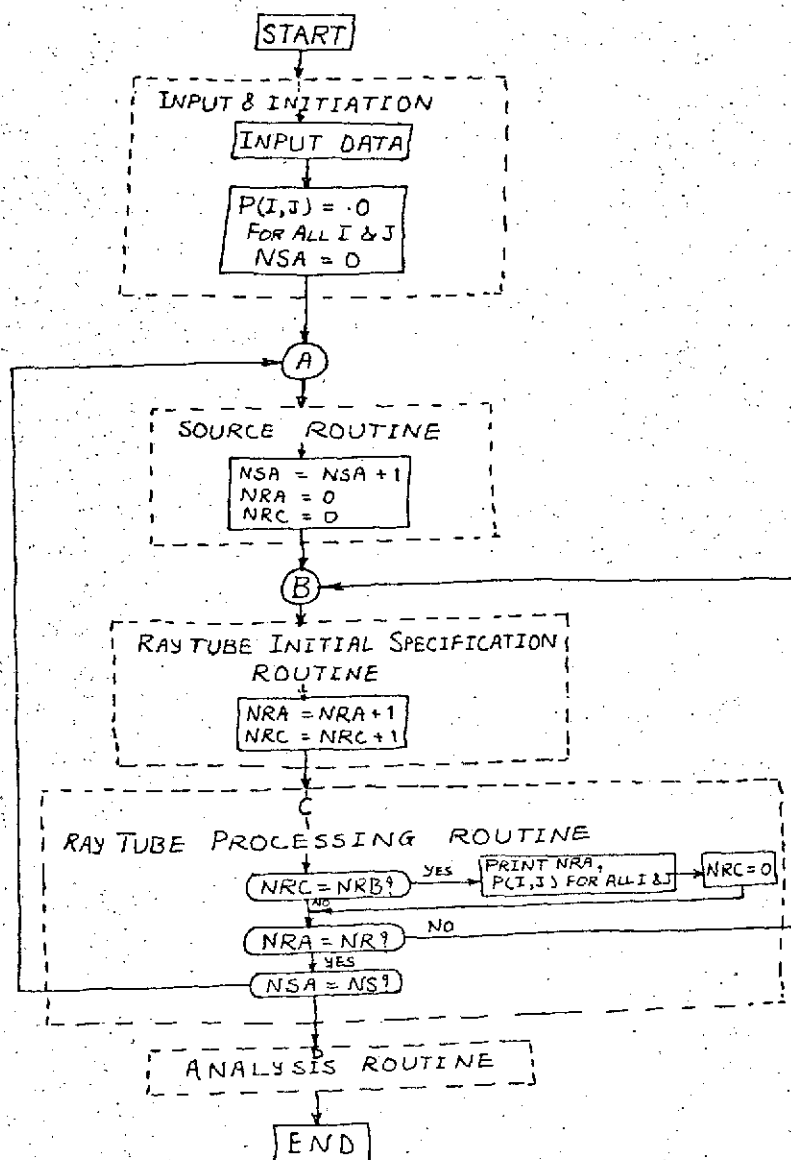 START
INPUT & INITIATION
INPUT DATA
P(I,J) = .0
FOR ALL I & J
NSA = 0
A
SOURCE ROUTINE
NSA = NSA + 1
NRA = 0
NRC = 0
B
RAY TUBE INITIAL SPECIFICATION
ROUTINE
NRA = NRA + 1
NRC = NRC + 1
C
RAY TUBE PROCESSING ROUTINE
NRC = NRB?
YES
PRINT NRA,
P(I,J) FOR ALL I & J
NRC = 0
NO
NRA = NR?
NO
YES
NSA = NS?
D
ANALYSIS ROUTINE
END